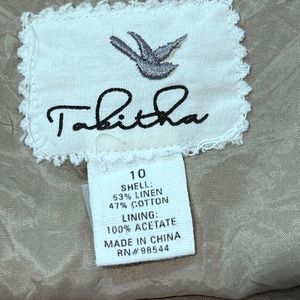 Tabitha
10
SHELL:
53% LINEN
47% COTTON
LINING:
100% ACETATE
MADE IN CHINA
RN#98544